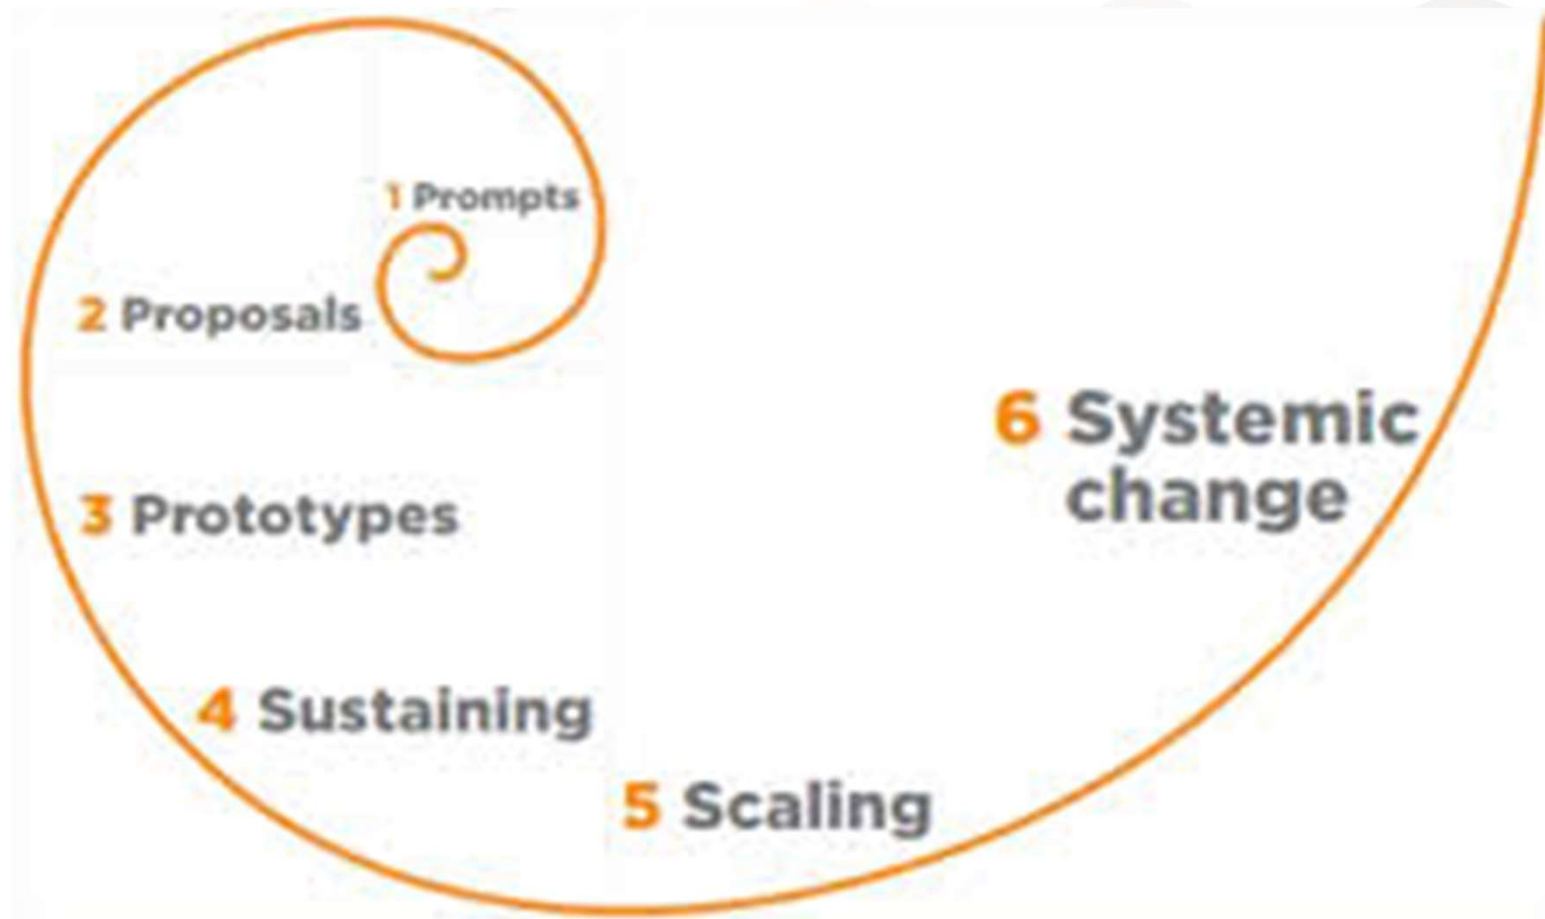 1 Prompts
2 Proposals
3 Prototypes
4 Sustaining
5 Scaling
6 Systemic
change